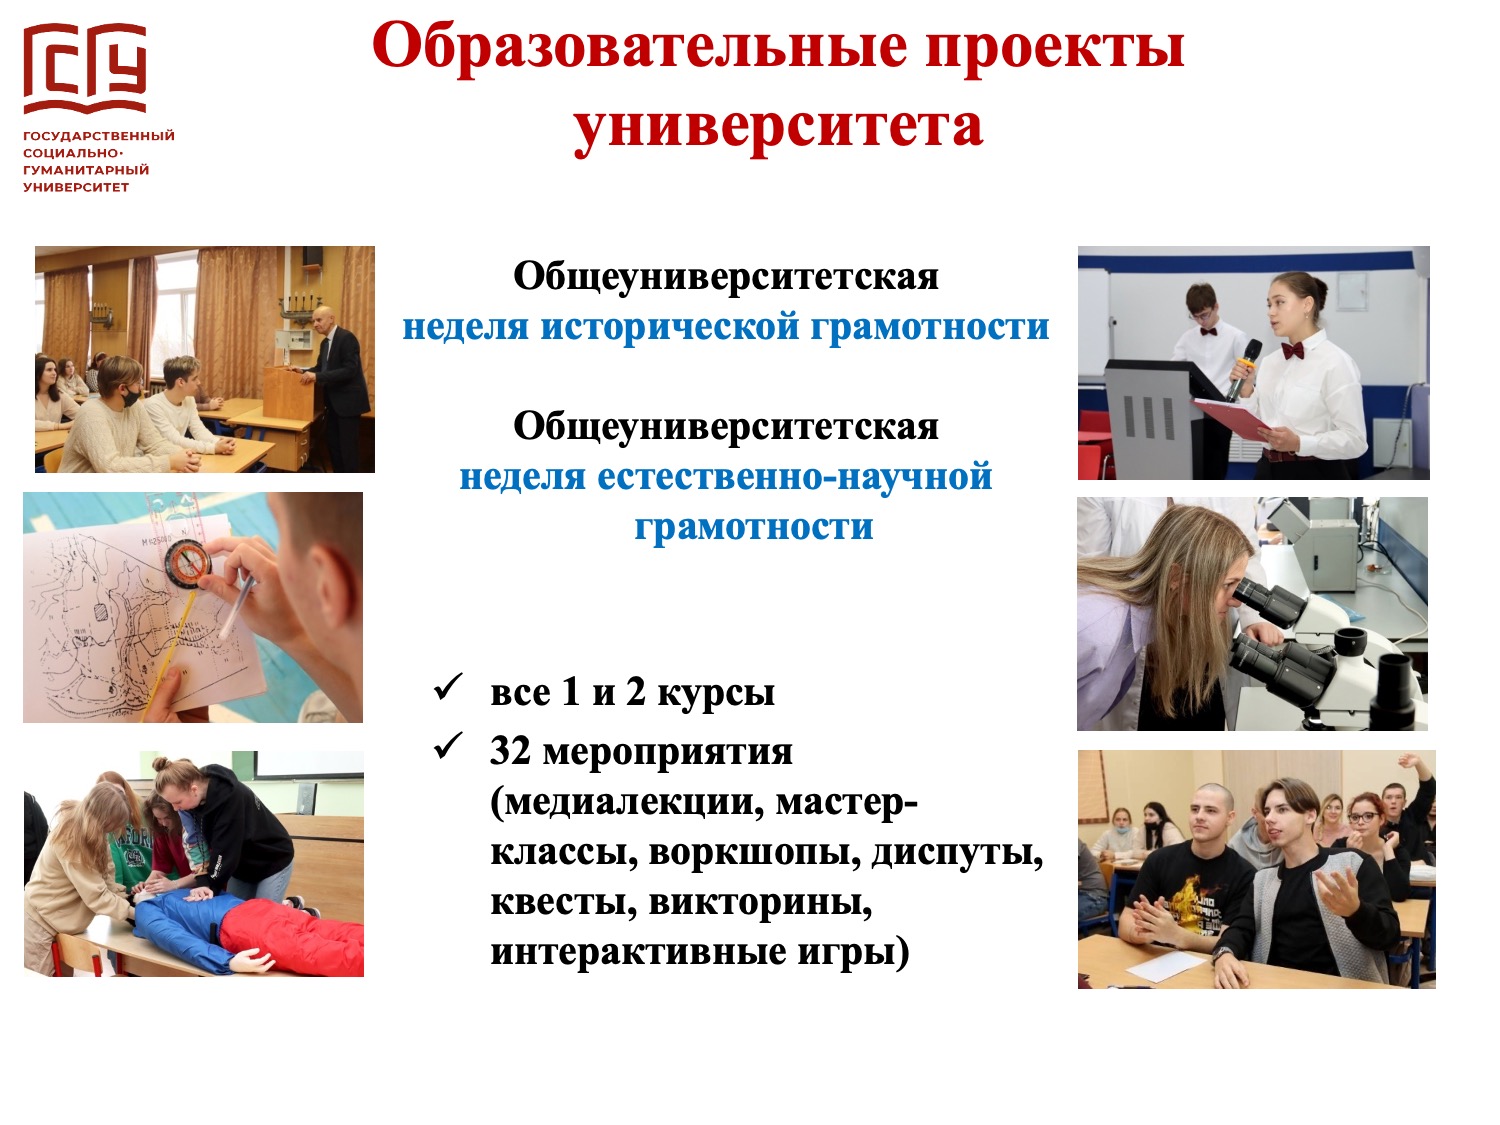 Образовательные проекты
университета
ГСГУ
ГОСУДАРСТВЕННЫЙ
СОЦИАЛЬНО-
ГУМАНИТАРНЫЙ
УНИВЕРСИТЕТ
Общеуниверситетская
неделя исторической грамотности
Общеуниверситетская
неделя естественно-научной
грамотности
✓ все 1 и 2 курсы
✓ 32 мероприятия
(медиалекции, мастер-
классы, воркшопы, диспуты,
квесты, викторины,
интерактивные игры)